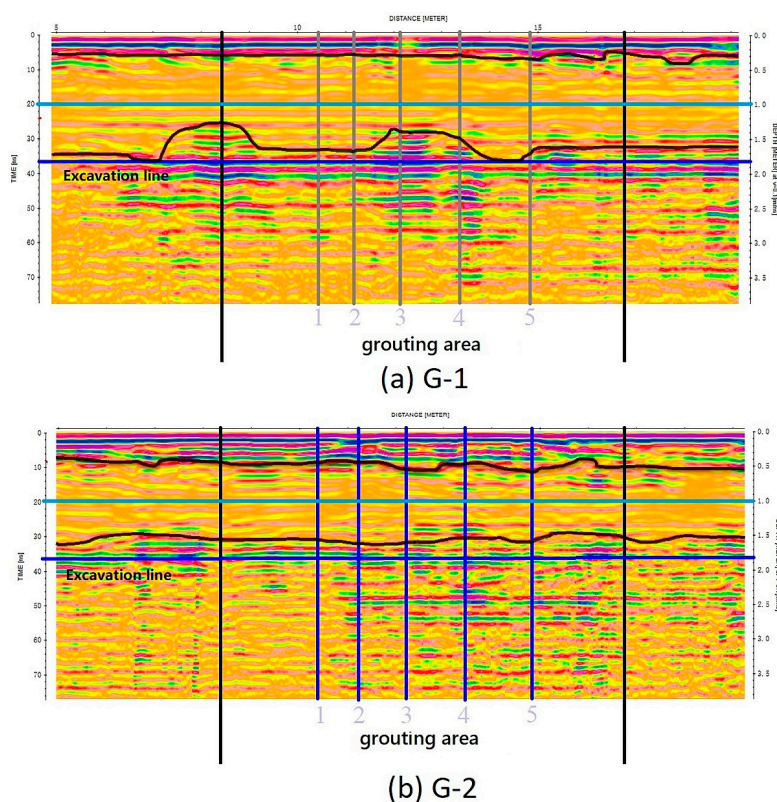 DISTANCE [METER]
5 10 15
0 0.0
10 0.5
20 1.0
30 1.5
40 2.0
50 2.5
60 3.0
70 3.5
TIME [ns]
Excavation line
1 2 3 4 5
grouting area
(a) G-1
DISTANCE [METER]
0 0.0
10 0.5
20 1.0
30 1.5
40 2.0
50 2.5
60 3.0
70 3.5
TIME [ns]
Excavation line
1 2 3 4 5
grouting area
(b) G-2